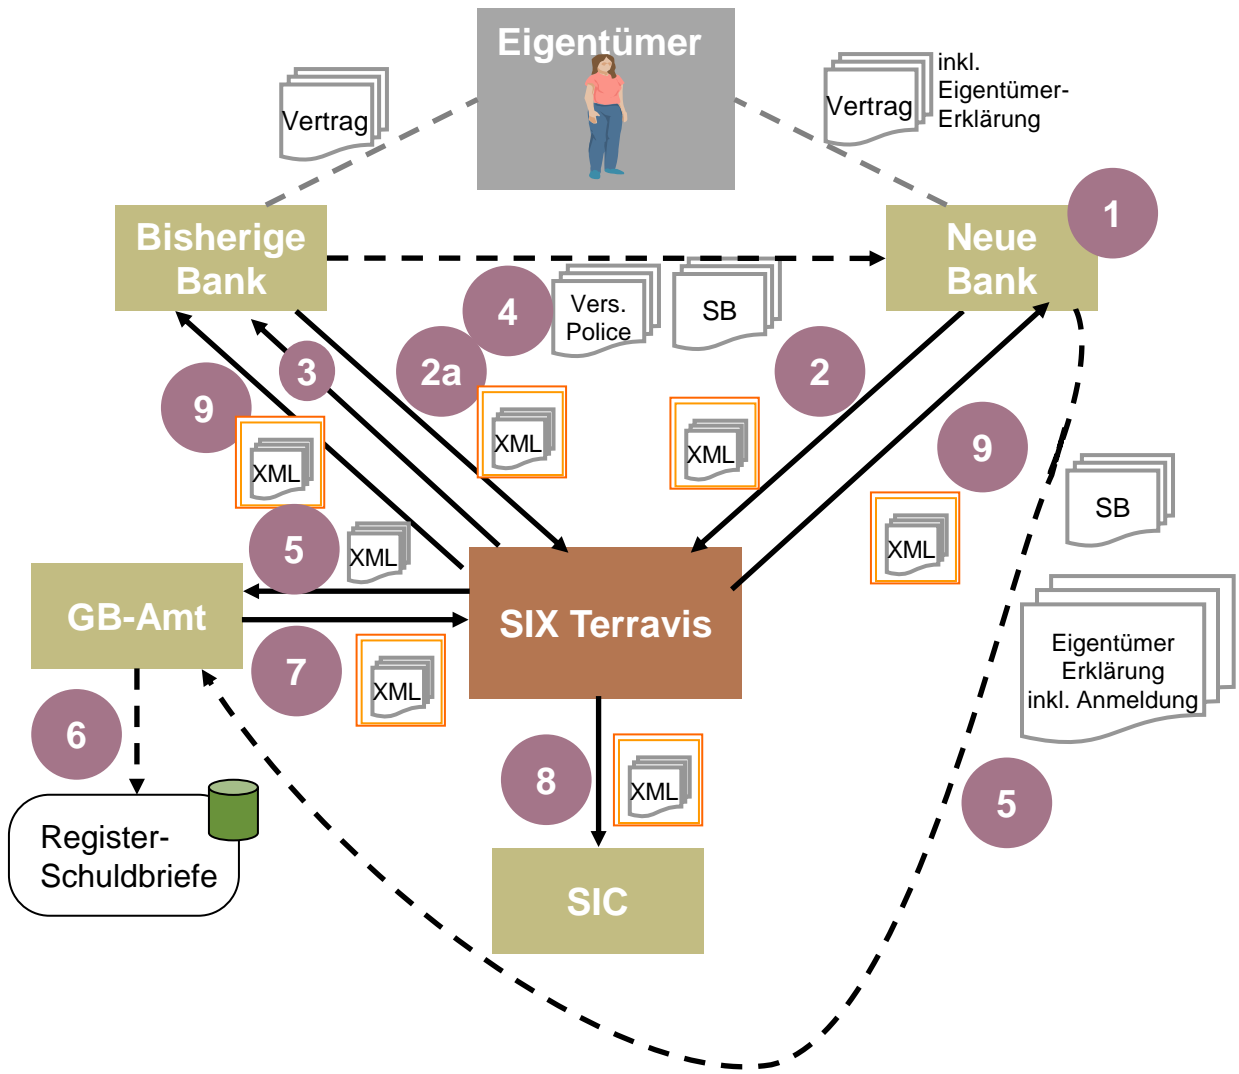 Eigentümer
Vertrag
Vertrag
inkl.
Eigentümer-
Erklärung
1
Bisherige
Bank
Neue
Bank
4
Vers.
Police
SB
3
2a
2
9
XML
XML
XML
9
XML
SB
5
XML
GB-Amt
SIX Terravis
7
XML
Eigentümer
Erklärung
inkl. Anmeldung
6
8
XML
5
Register-
Schuldbriefe
SIC